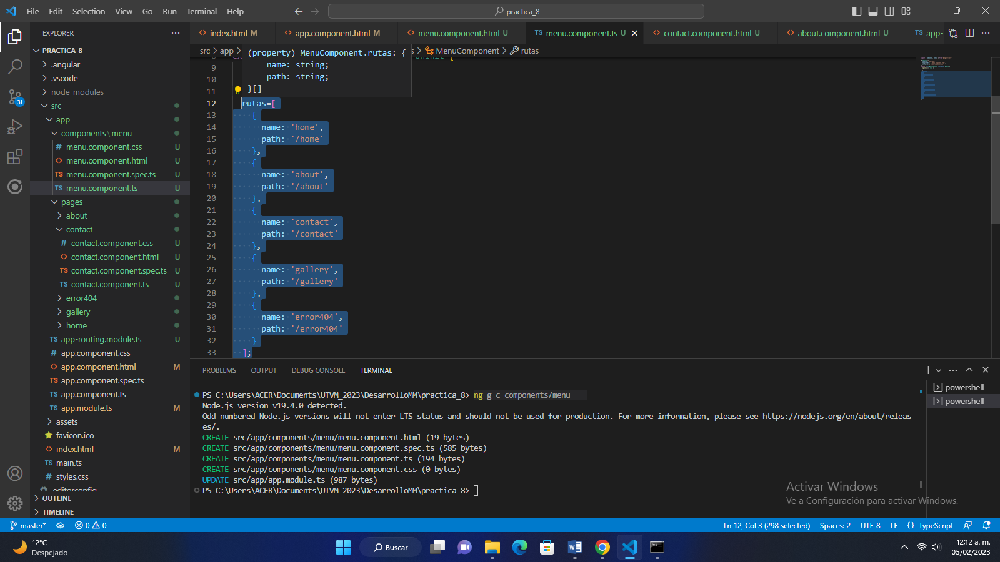 File Edit Selection View Go Run Terminal Help
practica_8
EXPLORER
PRACTICA_8
.angular
.vscode
node_modules
src
app
components\menu
menu.component.css U
menu.component.html U
menu.component.spec.ts U
menu.component.ts U
pages
about
contact
contact.component.css U
contact.component.html U
contact.component.spec.ts U
contact.component.ts U
error404
gallery
home
app-routing.module.ts U
app.component.css
app.component.html M
app.component.spec.ts
app.component.ts
app.module.ts M
assets
favicon.ico
index.html M
main.ts
styles.css
.editorconfig
OUTLINE
TIMELINE
31
index.html M
app.component.html M
menu.component.html U
menu.component.ts U
contact.component.html U
about.component.html U
app-
src > app > s > MenuComponent > rutas
(property) MenuComponent.rutas: {
name: string;
path: string;
}[]
9
10
11
12 rutas=[
13 {
14 name: 'home',
15 path: '/home'
16 },
17 {
18 name: 'about',
19 path: '/about'
20 },
21 {
22 name: 'contact',
23 path: '/contact'
24 },
25 {
26 name: 'gallery',
27 path: '/gallery'
28 },
29 {
30 name: 'error404',
31 path: '/error404'
32 }
33 ];
PROBLEMS OUTPUT DEBUG CONSOLE TERMINAL
PS C:\Users\ACER\Documents\UTVM_2023\DesarrolloMM\practica_8> ng g c components/menu
Node.js version v19.4.0 detected.
Odd numbered Node.js versions will not enter LTS status and should not be used for production. For more information, please see https://nodejs.org/en/about/releas
es/.
CREATE src/app/components/menu/menu.component.html (19 bytes)
CREATE src/app/components/menu/menu.component.spec.ts (585 bytes)
CREATE src/app/components/menu/menu.component.ts (194 bytes)
CREATE src/app/components/menu/menu.component.css (0 bytes)
UPDATE src/app/app.module.ts (987 bytes)
PS C:\Users\ACER\Documents\UTVM_2023\DesarrolloMM\practica_8>
powershell
powershell
Activar Windows
Ve a Configuración para activar Windows.
master* 0 0 Ln 12, Col 3 (298 selected) Spaces: 2 UTF-8 LF {} TypeScript
12°C
Despejado
Buscar
12:12 a. m.
05/02/2023